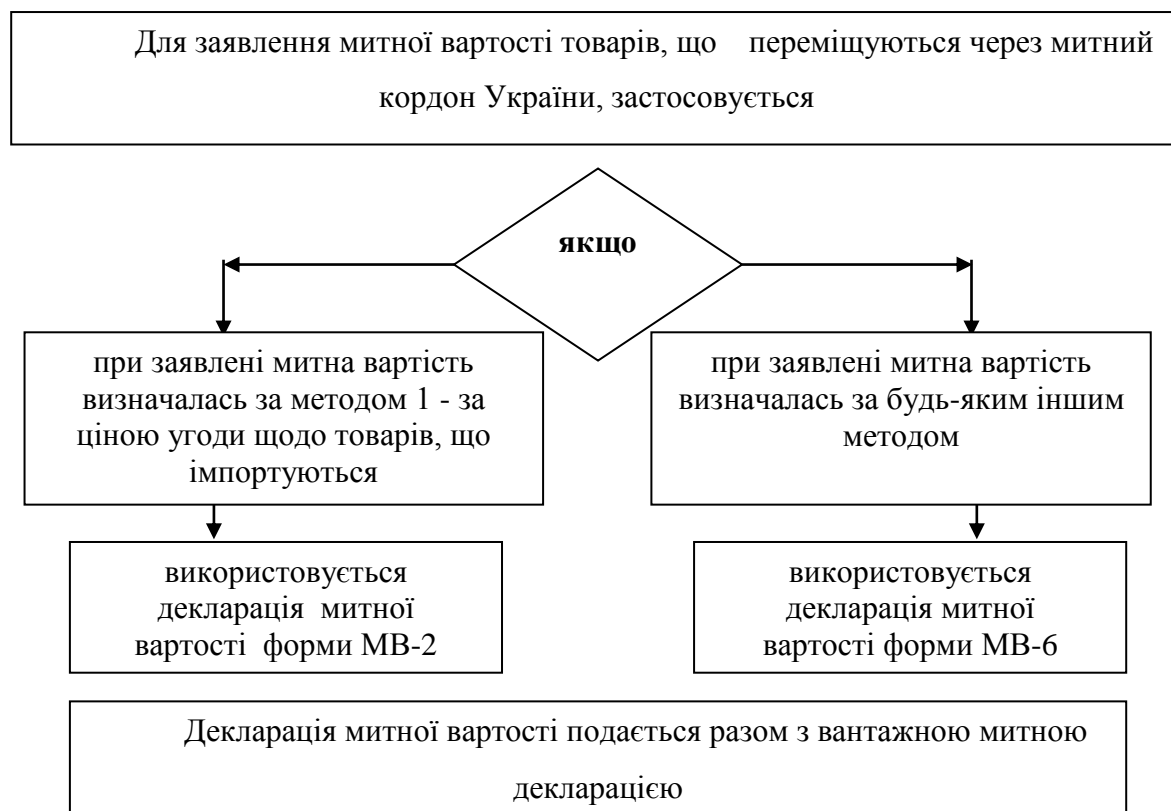 Для заявлення митної вартості товарів, що переміщуються через митний
кордон України, застосовується
якщо
при заявлені митна вартість
визначалась за методом 1 - за
ціною угоди щодо товарів, що
імпортуються
при заявлені митна вартість
визначалась за будь-яким іншим
методом
використовується
декларація митної
вартості форми МВ-2
використовується
декларація митної
вартості форми МВ-6
Декларація митної вартості подається разом з вантажною митною
декларацією